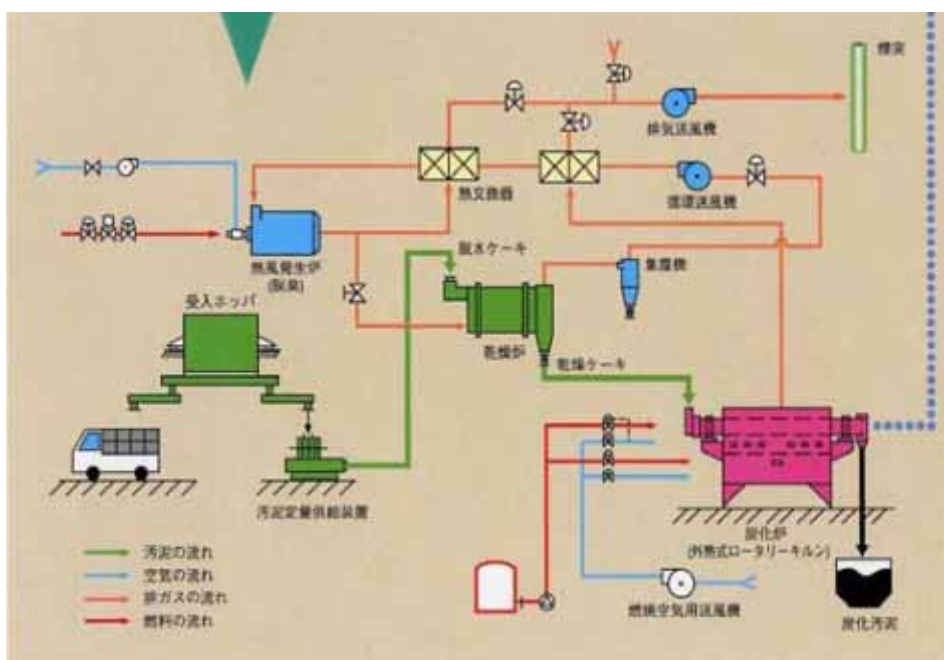 煙突
排気送風機
熱交換器
循環送風機
脱水ケーキ
熱風発生炉
(脱臭)
集塵機
受入ホッパ
乾燥炉
乾燥ケーキ
汚泥定量供給装置
炭化炉
(外熱式ロータリーキルン)
汚泥の流れ
空気の流れ
排ガスの流れ
燃料の流れ
燃焼空気用送風機
炭化汚泥